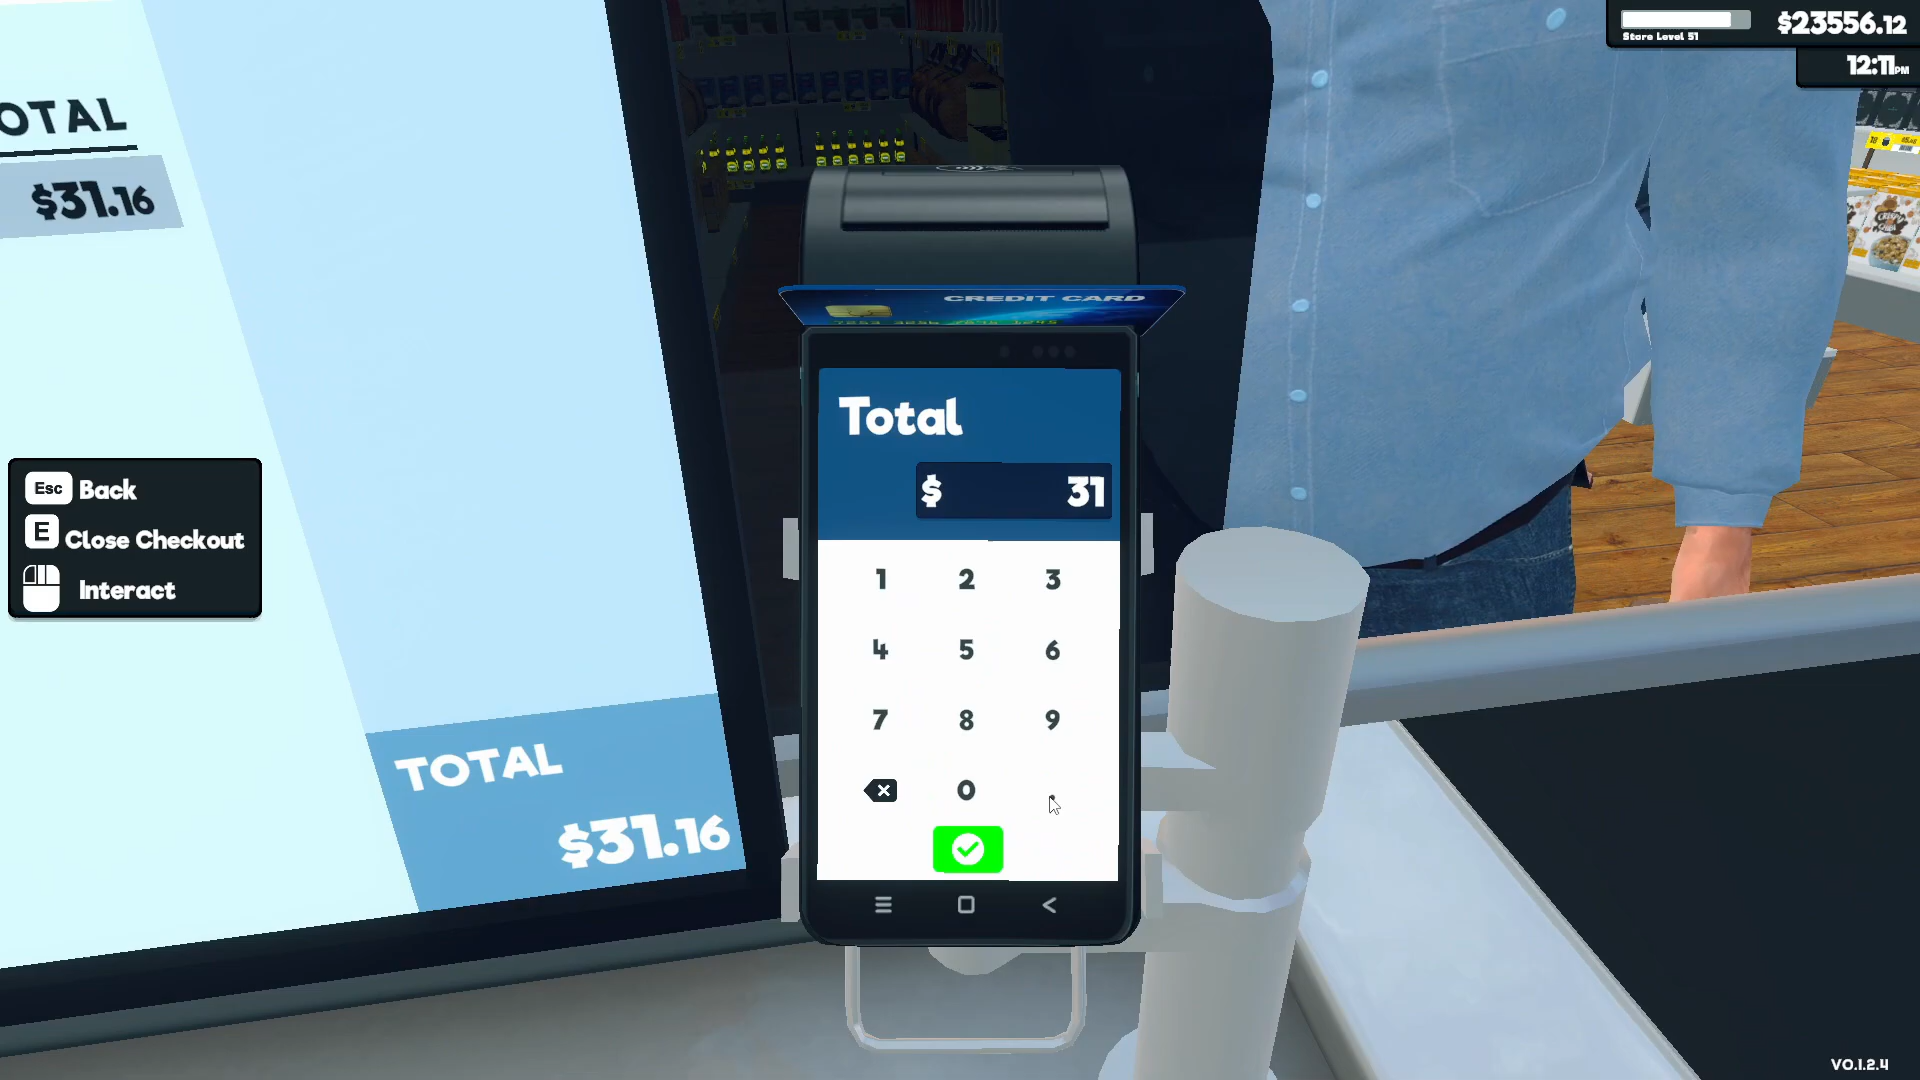 $23556.12
Store Level 51
12:11PM
OTAL
$31.16
CREDIT CARD
Total
$ 31
1 2 3
4 5 6
7 8 9
0 .
Esc Back
E Close Checkout
Interact
TOTAL
$31.16
V0.1.2.4